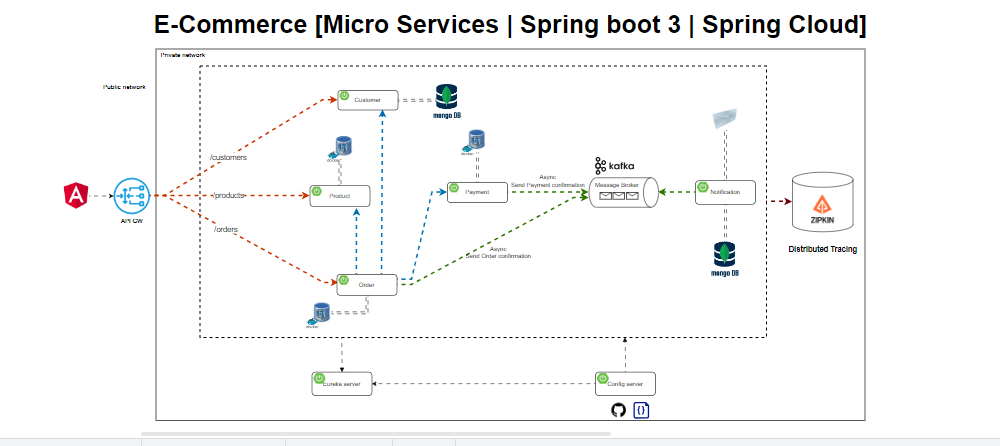 E-Commerce [Micro Services | Spring boot 3 | Spring Cloud]
Private network
Public network
Customer
mongo DB
/customers
docker
docker
kafka
Async
Send Payment confirmation
Message Broker
A
/products
Product
Payment
Notification
ZIPKIN
API GW
/orders
Async
Send Order confirmation
Distributed Tracing
mongo DB
Order
docker
Eureka server
Config server
{}